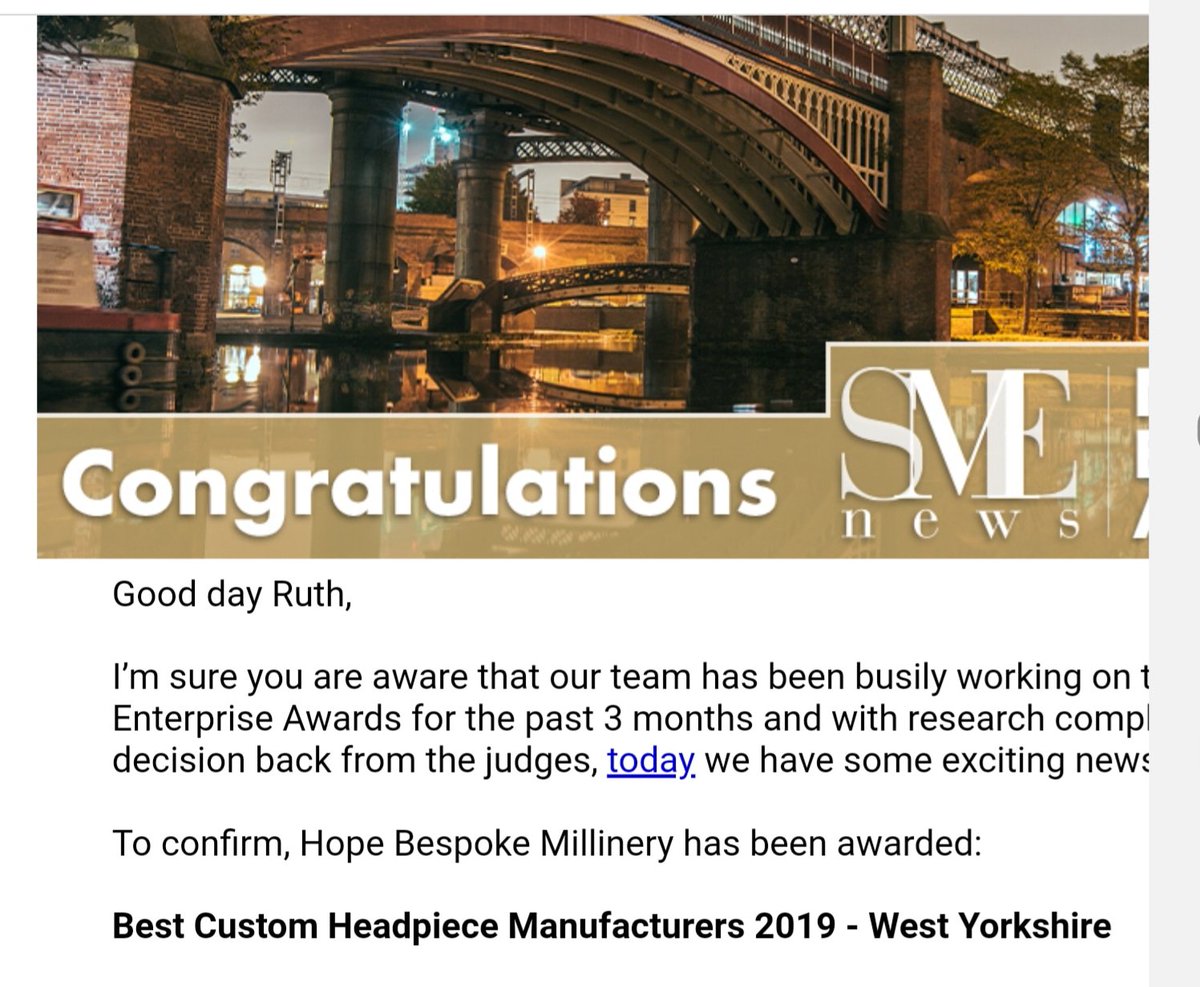 Congratulations
SME
news
Good day Ruth,
I’m sure you are aware that our team has been busily working on
Enterprise Awards for the past 3 months and with research
decision back from the judges, today we have some exciting news
To confirm, Hope Bespoke Millinery has been awarded:
Best Custom Headpiece Manufacturers 2019 - West Yorkshire